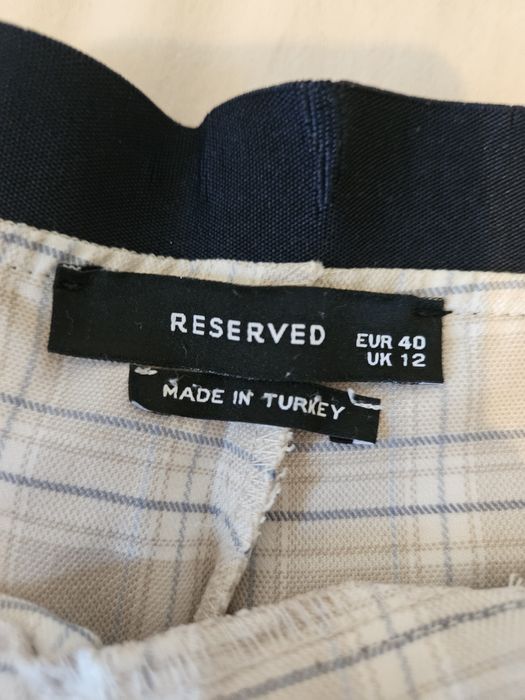 RESERVED
EUR 40
UK 12
MADE IN TURKEY